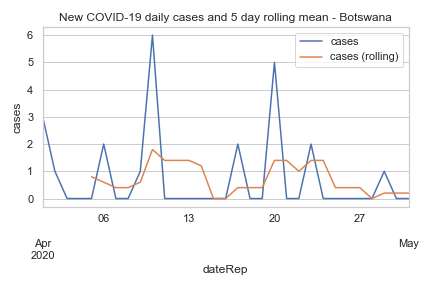 New COVID-19 daily cases and 5 day rolling mean - Botswana
cases
cases (rolling)
6
5
4
3
2
1
0
cases
06
13
20
27
Apr
2020
May
dateRep